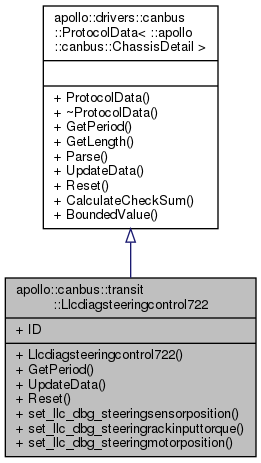 apollo::drivers::canbus
::ProtocolData< ::apollo
::canbus::ChassisDetail >
+ ProtocolData()
+ ~ProtocolData()
+ GetPeriod()
+ GetLength()
+ Parse()
+ UpdateData()
+ Reset()
+ CalculateCheckSum()
+ BoundedValue()
apollo::canbus::transit
::Llcdiagsteeringcontrol722
+ ID
+ Llcdiagsteeringcontrol722()
+ GetPeriod()
+ UpdateData()
+ Reset()
+ set_llc_dbg_steeringsensorposition()
+ set_llc_dbg_steeringrackinputtorque()
+ set_llc_dbg_steeringmotorposition()